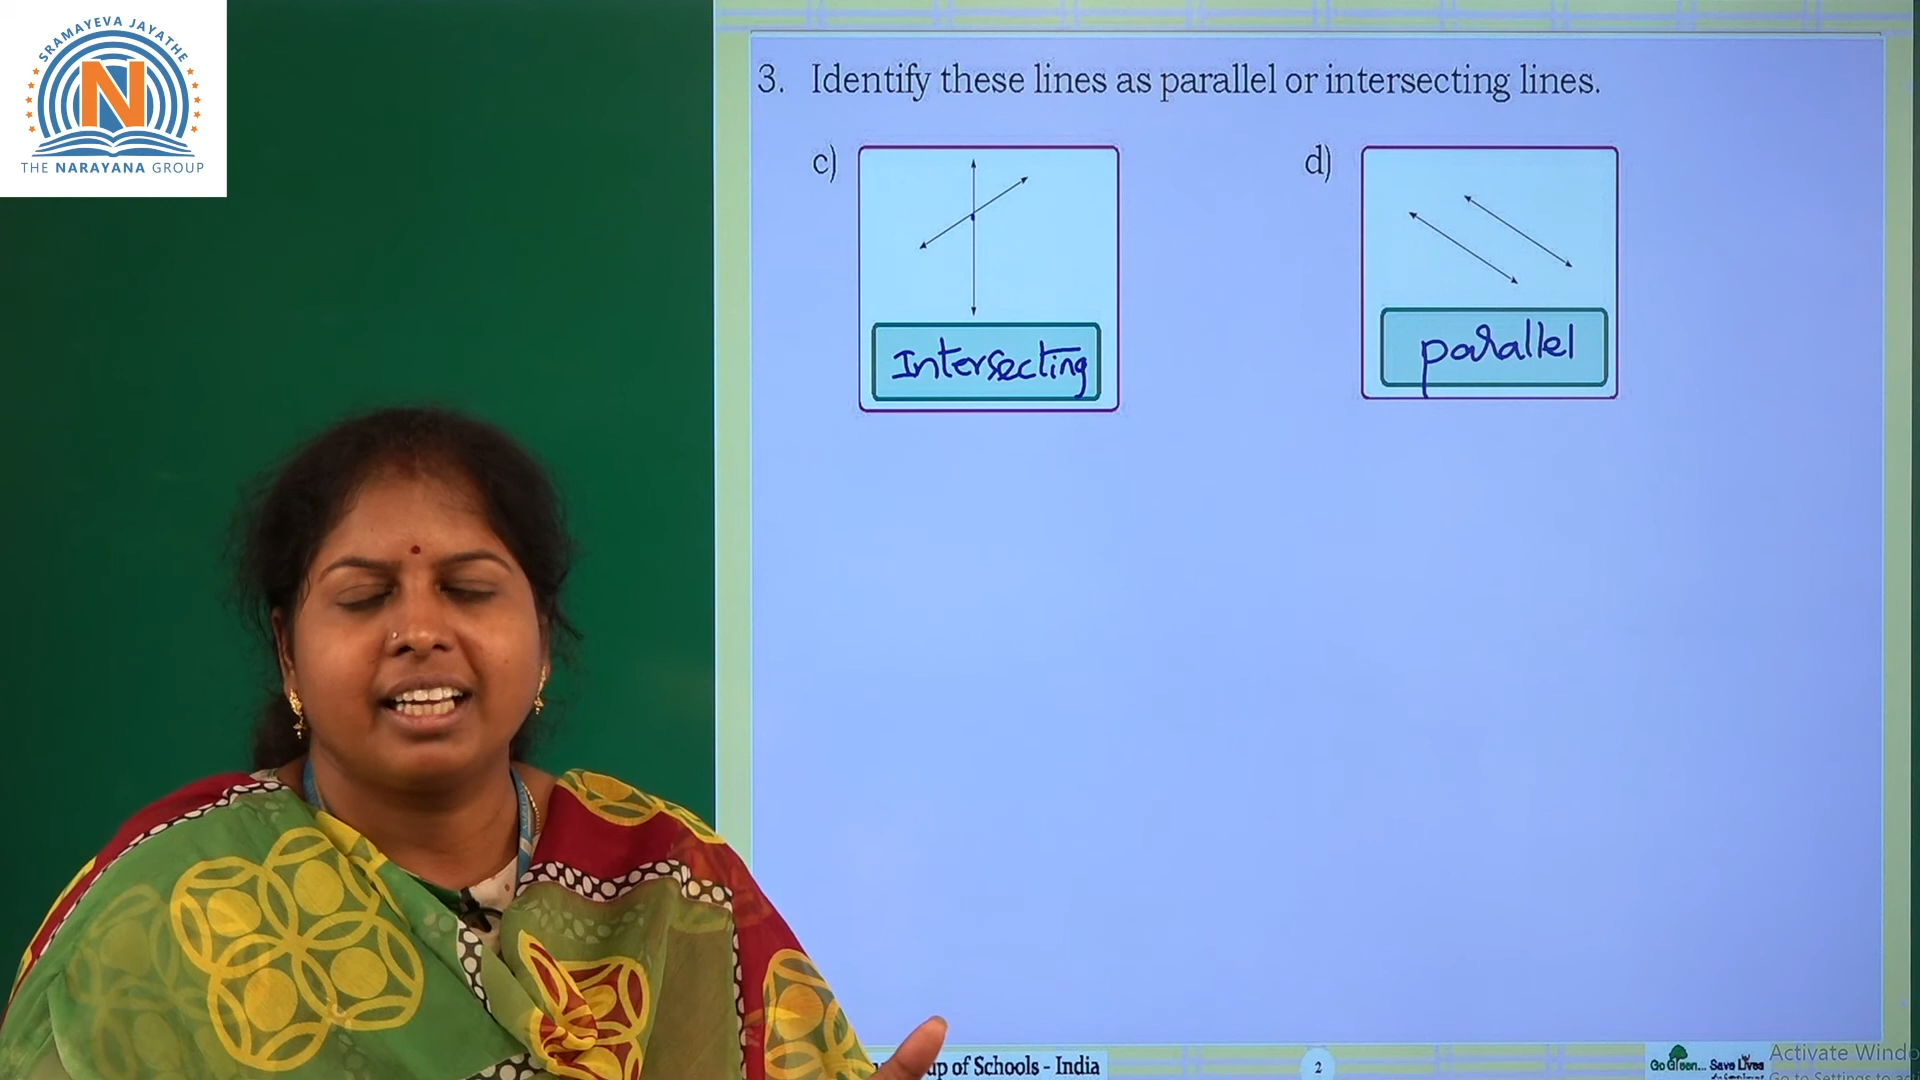 SRAMAYEVA JAYATHE
N
THE NARAYANA GROUP
3. Identify these lines as parallel or intersecting lines.
c)
d)
Intersecting
parallel
up of Schools - India
2
Go Green... Save Lives
Activate Windo